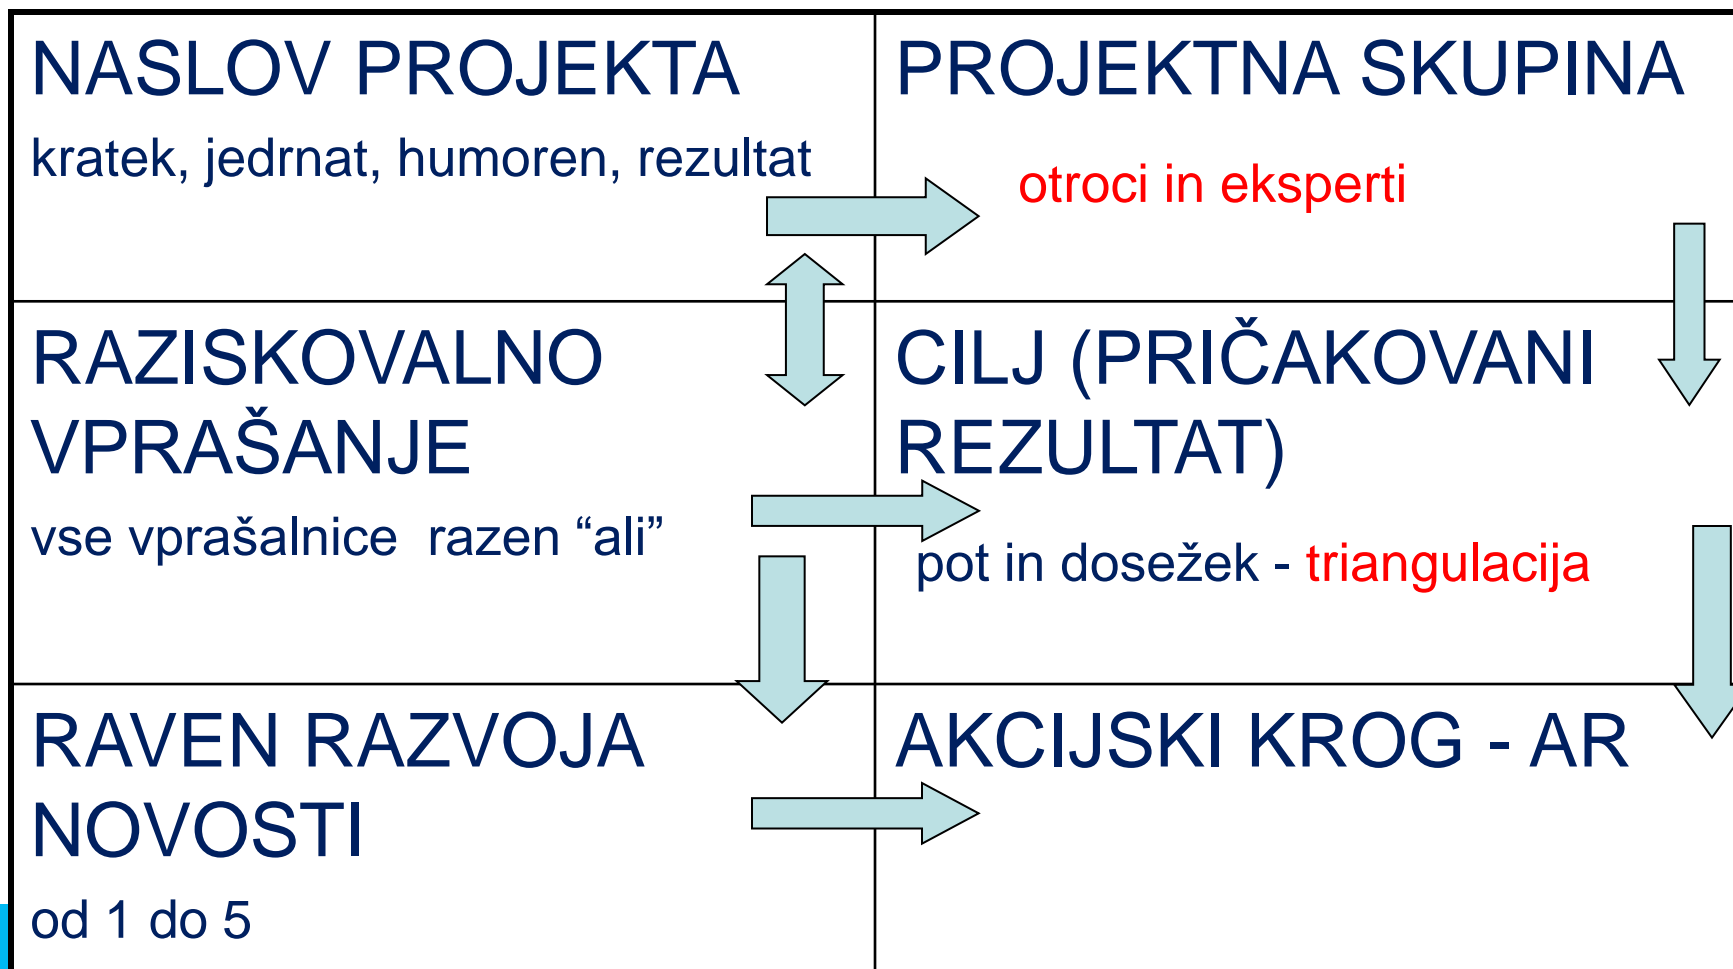 NASLOV PROJEKTA
kratek, jedrnat, humoren, rezultat
PROJEKTNA SKUPINA
otroci in eksperti
RAZISKOVALNO
VPRAŠANJE
vse vprašalnice razen “ali”
CILJ (PRIČAKOVANI
REZULTAT)
pot in dosežek - triangulacija
RAVEN RAZVOJA
NOVOSTI
od 1 do 5
AKCIJSKI KROG - AR